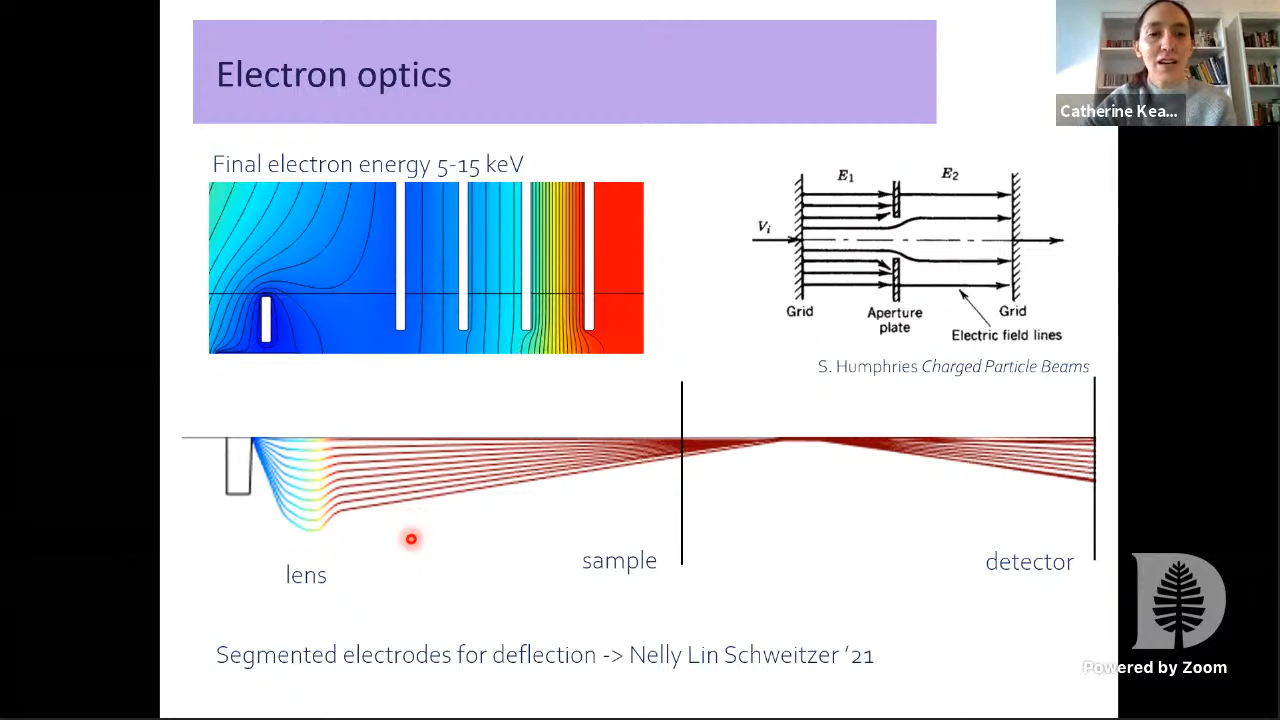 Electron optics
Catherine Kea...
Final electron energy 5-15 keV
E1 E2
Vi
Grid
Aperture
plate
Grid
Electric field lines
S. Humphries Charged Particle Beams
lens
sample
detector
Segmented electrodes for deflection -> Nelly Lin Schweitzer ’21
D
Powered by Zoom